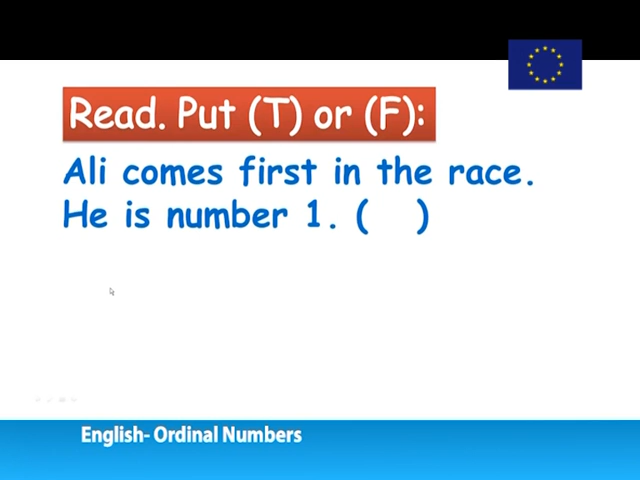 Read. Put (T) or (F):
Ali comes first in the race.
He is number 1. (   )
English- Ordinal Numbers